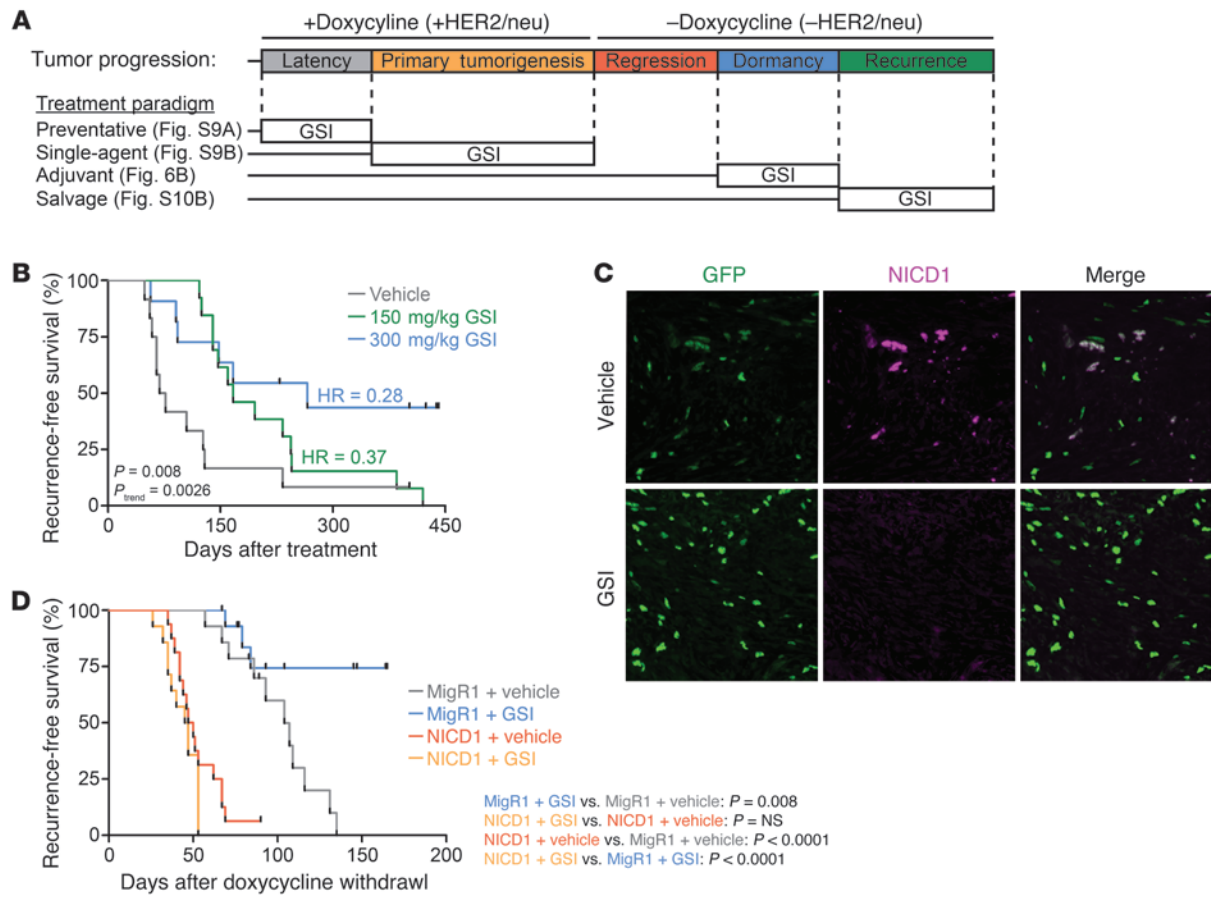 A
+Doxycyline (+HER2/neu)
–Doxycycline (–HER2/neu)
Tumor progression:
Latency
Primary tumorigenesis
Regression
Dormancy
Recurrence
Treatment paradigm
Preventative (Fig. S9A)
GSI
Single-agent (Fig. S9B)
GSI
Adjuvant (Fig. 6B)
GSI
Salvage (Fig. S10B)
GSI
B
Recurrence-free survival (%)
100
75
50
25
0
Vehicle
150 mg/kg GSI
300 mg/kg GSI
HR = 0.28
HR = 0.37
P = 0.008
Ptrend = 0.0026
0
150
300
450
Days after treatment
C
GFP
NICD1
Merge
Vehicle
GSI
D
Recurrence-free survival (%)
100
75
50
25
0
MigR1 + vehicle
MigR1 + GSI
NICD1 + vehicle
NICD1 + GSI
0
50
100
150
200
Days after doxycycline withdrawl
MigR1 + GSI vs. MigR1 + vehicle: P = 0.008
NICD1 + GSI vs. NICD1 + vehicle: P = NS
NICD1 + vehicle vs. MigR1 + vehicle: P < 0.0001
NICD1 + GSI vs. MigR1 + GSI: P < 0.0001